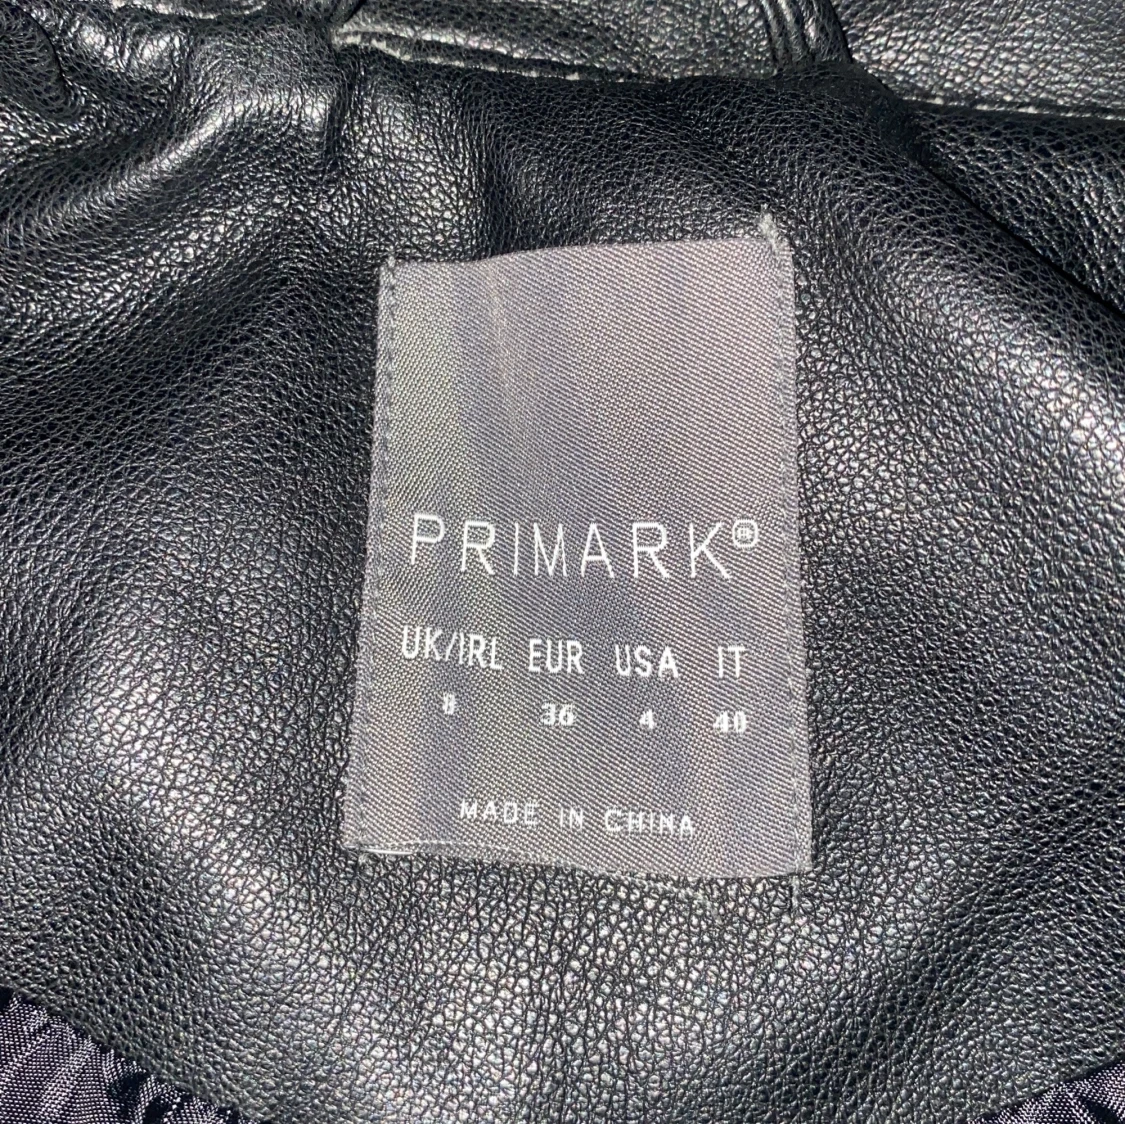 PRIMARK®
UK/IRL EUR USA IT
8 36 4 40
MADE IN CHINA